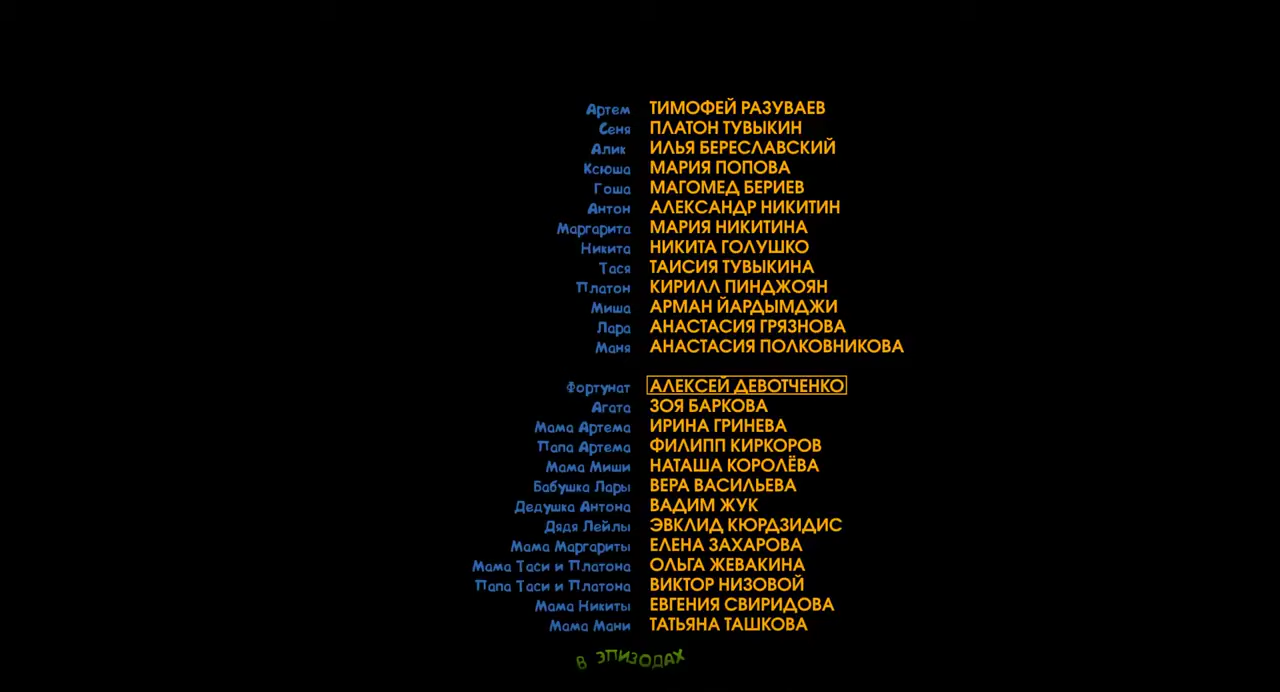 Артем ТИМОФЕЙ РАЗУВАЕВ
Сеня ПЛАТОН ТУВЫКИН
Алик ИЛЬЯ БЕРЕСЛАВСКИЙ
Ксюша МАРИЯ ПОПОВА
Гоша МАГОМЕД БЕРИЕВ
Антон АЛЕКСАНДР НИКИТИН
Маргарита МАРИЯ НИКИТИНА
Никита НИКИТА ГОЛУШКО
Тася ТАИСИЯ ТУВЫКИНА
Платон КИРИЛЛ ПИНДЖОЯН
Миша АРМАН ЙАРДЫМДЖИ
Лара АНАСТАСИЯ ГРЯЗНОВА
Маня АНАСТАСИЯ ПОЛКОВНИКОВА
Фортунат АЛЕКСЕЙ ДЕВОТЧЕНКО
Агата ЗОЯ БАРКОВА
Мама Артема ИРИНА ГРИНЕВА
Папа Артема ФИЛИПП КИРКОРОВ
Мама Миши НАТАША КОРОЛЁВА
Бабушка Лары ВЕРА ВАСИЛЬЕВА
Дедушка Антона ВАДИМ ЖУК
Дядя Лейлы ЭВКЛИД КЮРДЗИДИС
Мама Маргариты ЕЛЕНА ЗАХАРОВА
Мама Таси и Платона ОЛЬГА ЖЕВАКИНА
Папа Таси и Платона ВИКТОР НИЗОВОЙ
Мама Никиты ЕВГЕНИЯ СВИРИДОВА
Мама Мани ТАТЬЯНА ТАШКОВА
В ЭПИЗОДАХ